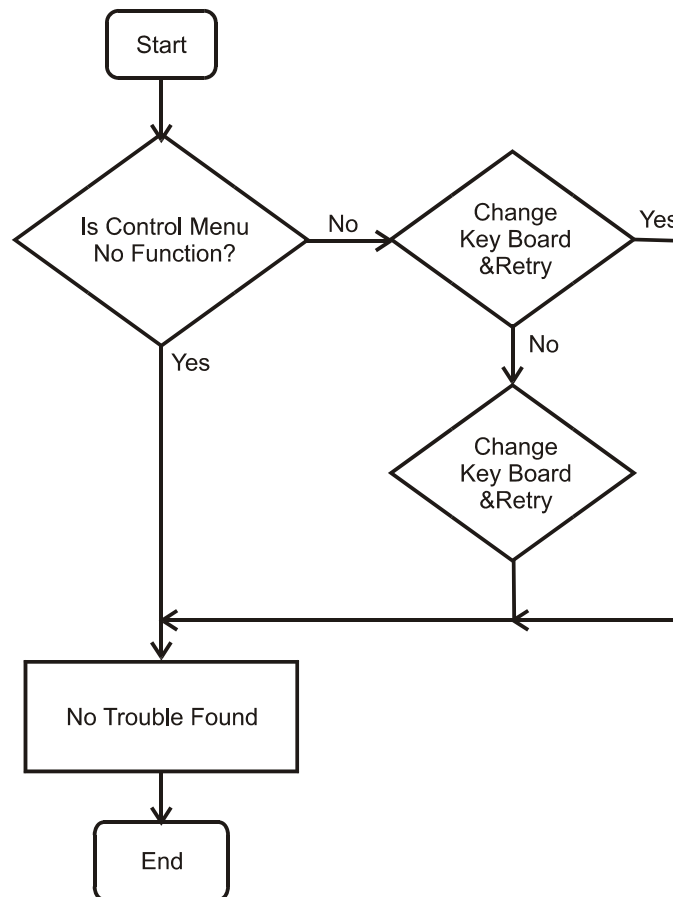 Start
Is Control Menu
No Function?
No
Change
Key Board
&Retry
Yes
Yes
No
Change
Key Board
&Retry
No Trouble Found
End